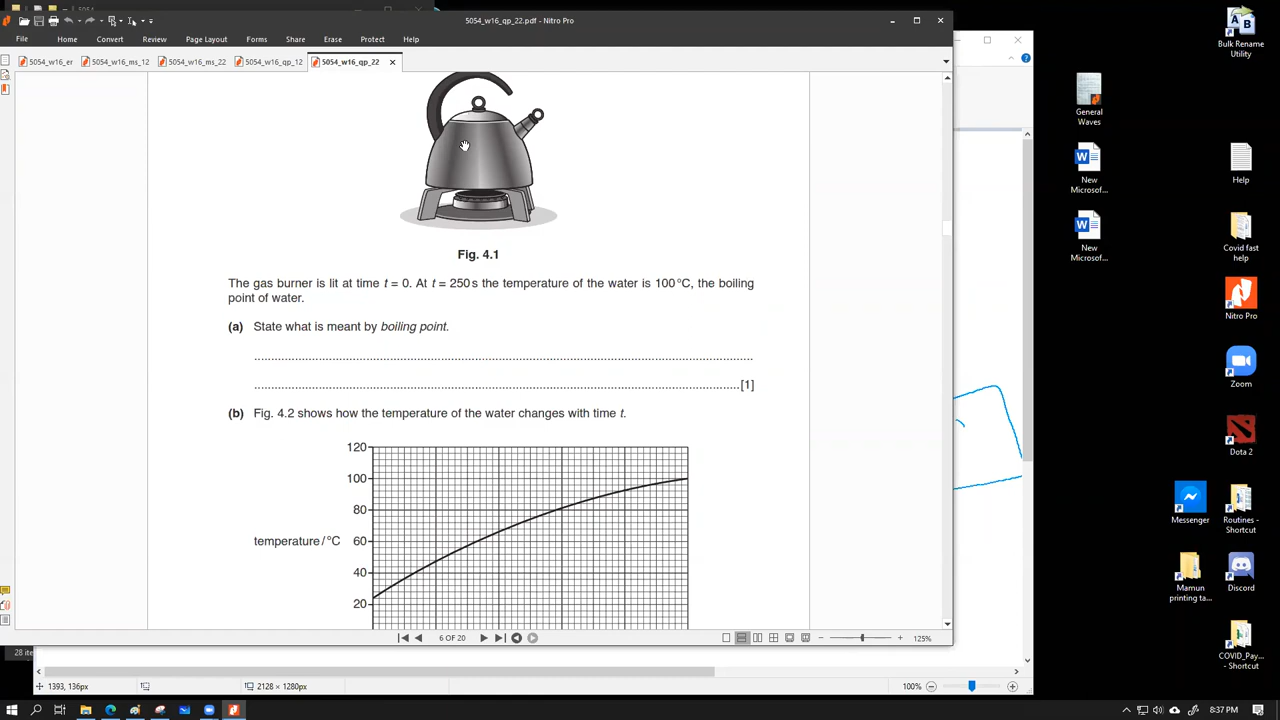 5054_w16_qp_22.pdf - Nitro Pro
File Home Convert Review Page Layout Forms Share Erase Protect Help
5054_w16_er 5054_w16_ms_12 5054_w16_ms_22 5054_w16_qp_12 5054_w16_qp_22
Fig. 4.1
The gas burner is lit at time t = 0. At t = 250 s the temperature of the water is 100 °C, the boiling
point of water.
(a) State what is meant by boiling point.
[1]
(b) Fig. 4.2 shows how the temperature of the water changes with time t.
120
100
80
temperature / °C 60
40
20
6 OF 20
125%
28 ite
1393, 136px
2128 × 1280px
100%
Bulk Rename
Utility
General
Waves
New
Microsof...
Help
New
Microsof...
Covid fast
help
Nitro Pro
Zoom
Dota 2
Messenger
Routines -
Shortcut
Mamun
printing ta...
Discord
COVID_Pay...
- Shortcut
8:37 PM